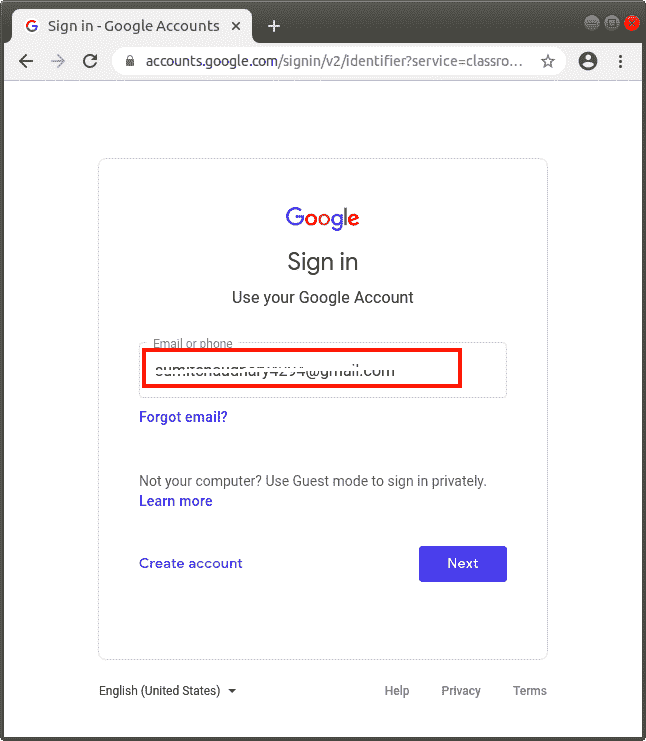 Sign in - Google Accounts
accounts.google.com/signin/v2/identifier?service=classro...
Google
Sign in
Use your Google Account
Email or phone
@gmail.com
Forgot email?
Not your computer? Use Guest mode to sign in privately.
Learn more
Create account
Next
English (United States)
Help
Privacy
Terms